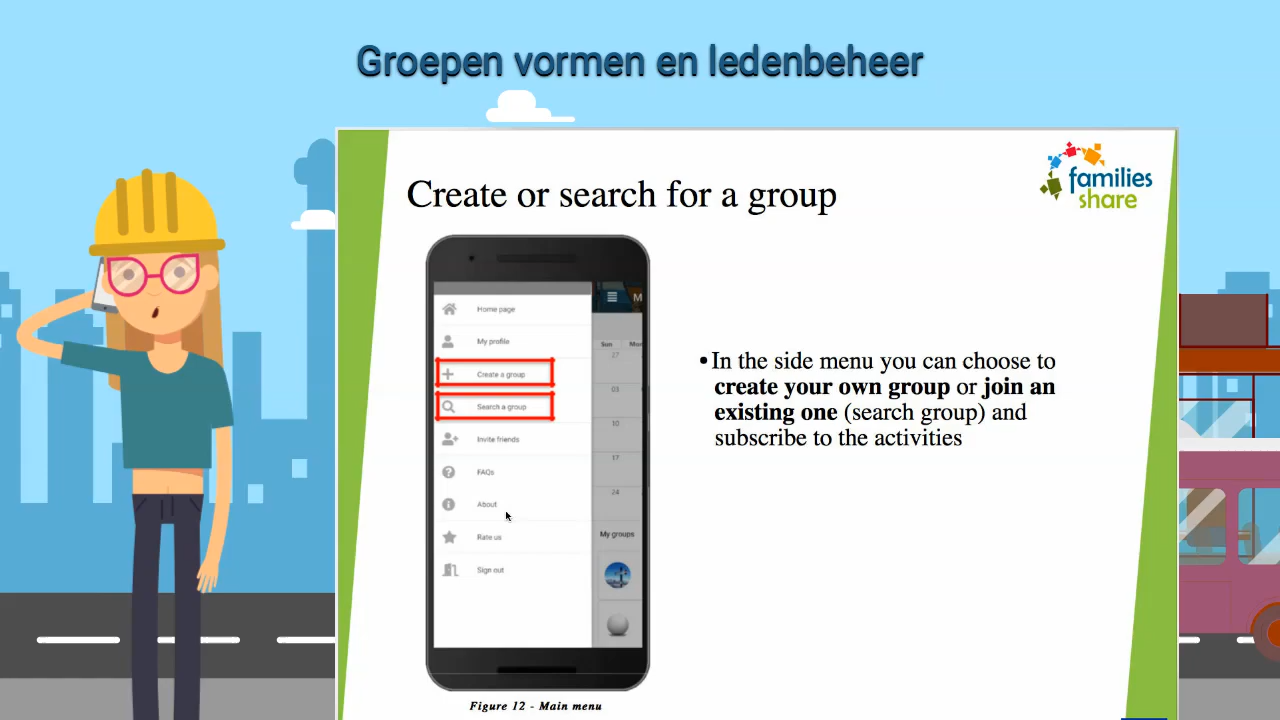 Groepen vormen en ledenbeheer
Create or search for a group
families
share
Home page
My profile
Create a group
Search a group
Invite friends
FAQs
About
Rate us
Sign out
M
Sun Mon
27
03
10
17
24
My groups
•In the side menu you can choose to
create your own group or join an
existing one (search group) and
subscribe to the activities
Figure 12 - Main menu